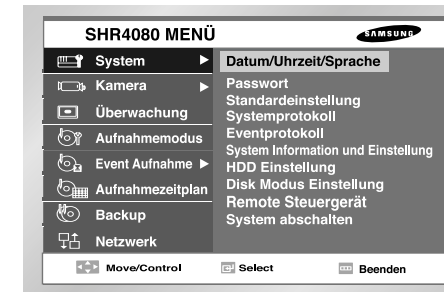 SHR4080 MENÜ
SAMSUNG
System
Kamera
Überwachung
Aufnahmemodus
Event Aufnahme
Aufnahmezeitplan
Backup
Netzwerk
Datum/Uhrzeit/Sprache
Passwort
Standardeinstellung
Systemprotokoll
Eventprotokoll
System Information und Einstellung
HDD Einstellung
Disk Modus Einstellung
Remote Steuergerät
System abschalten
Move/Control
Select
Beenden